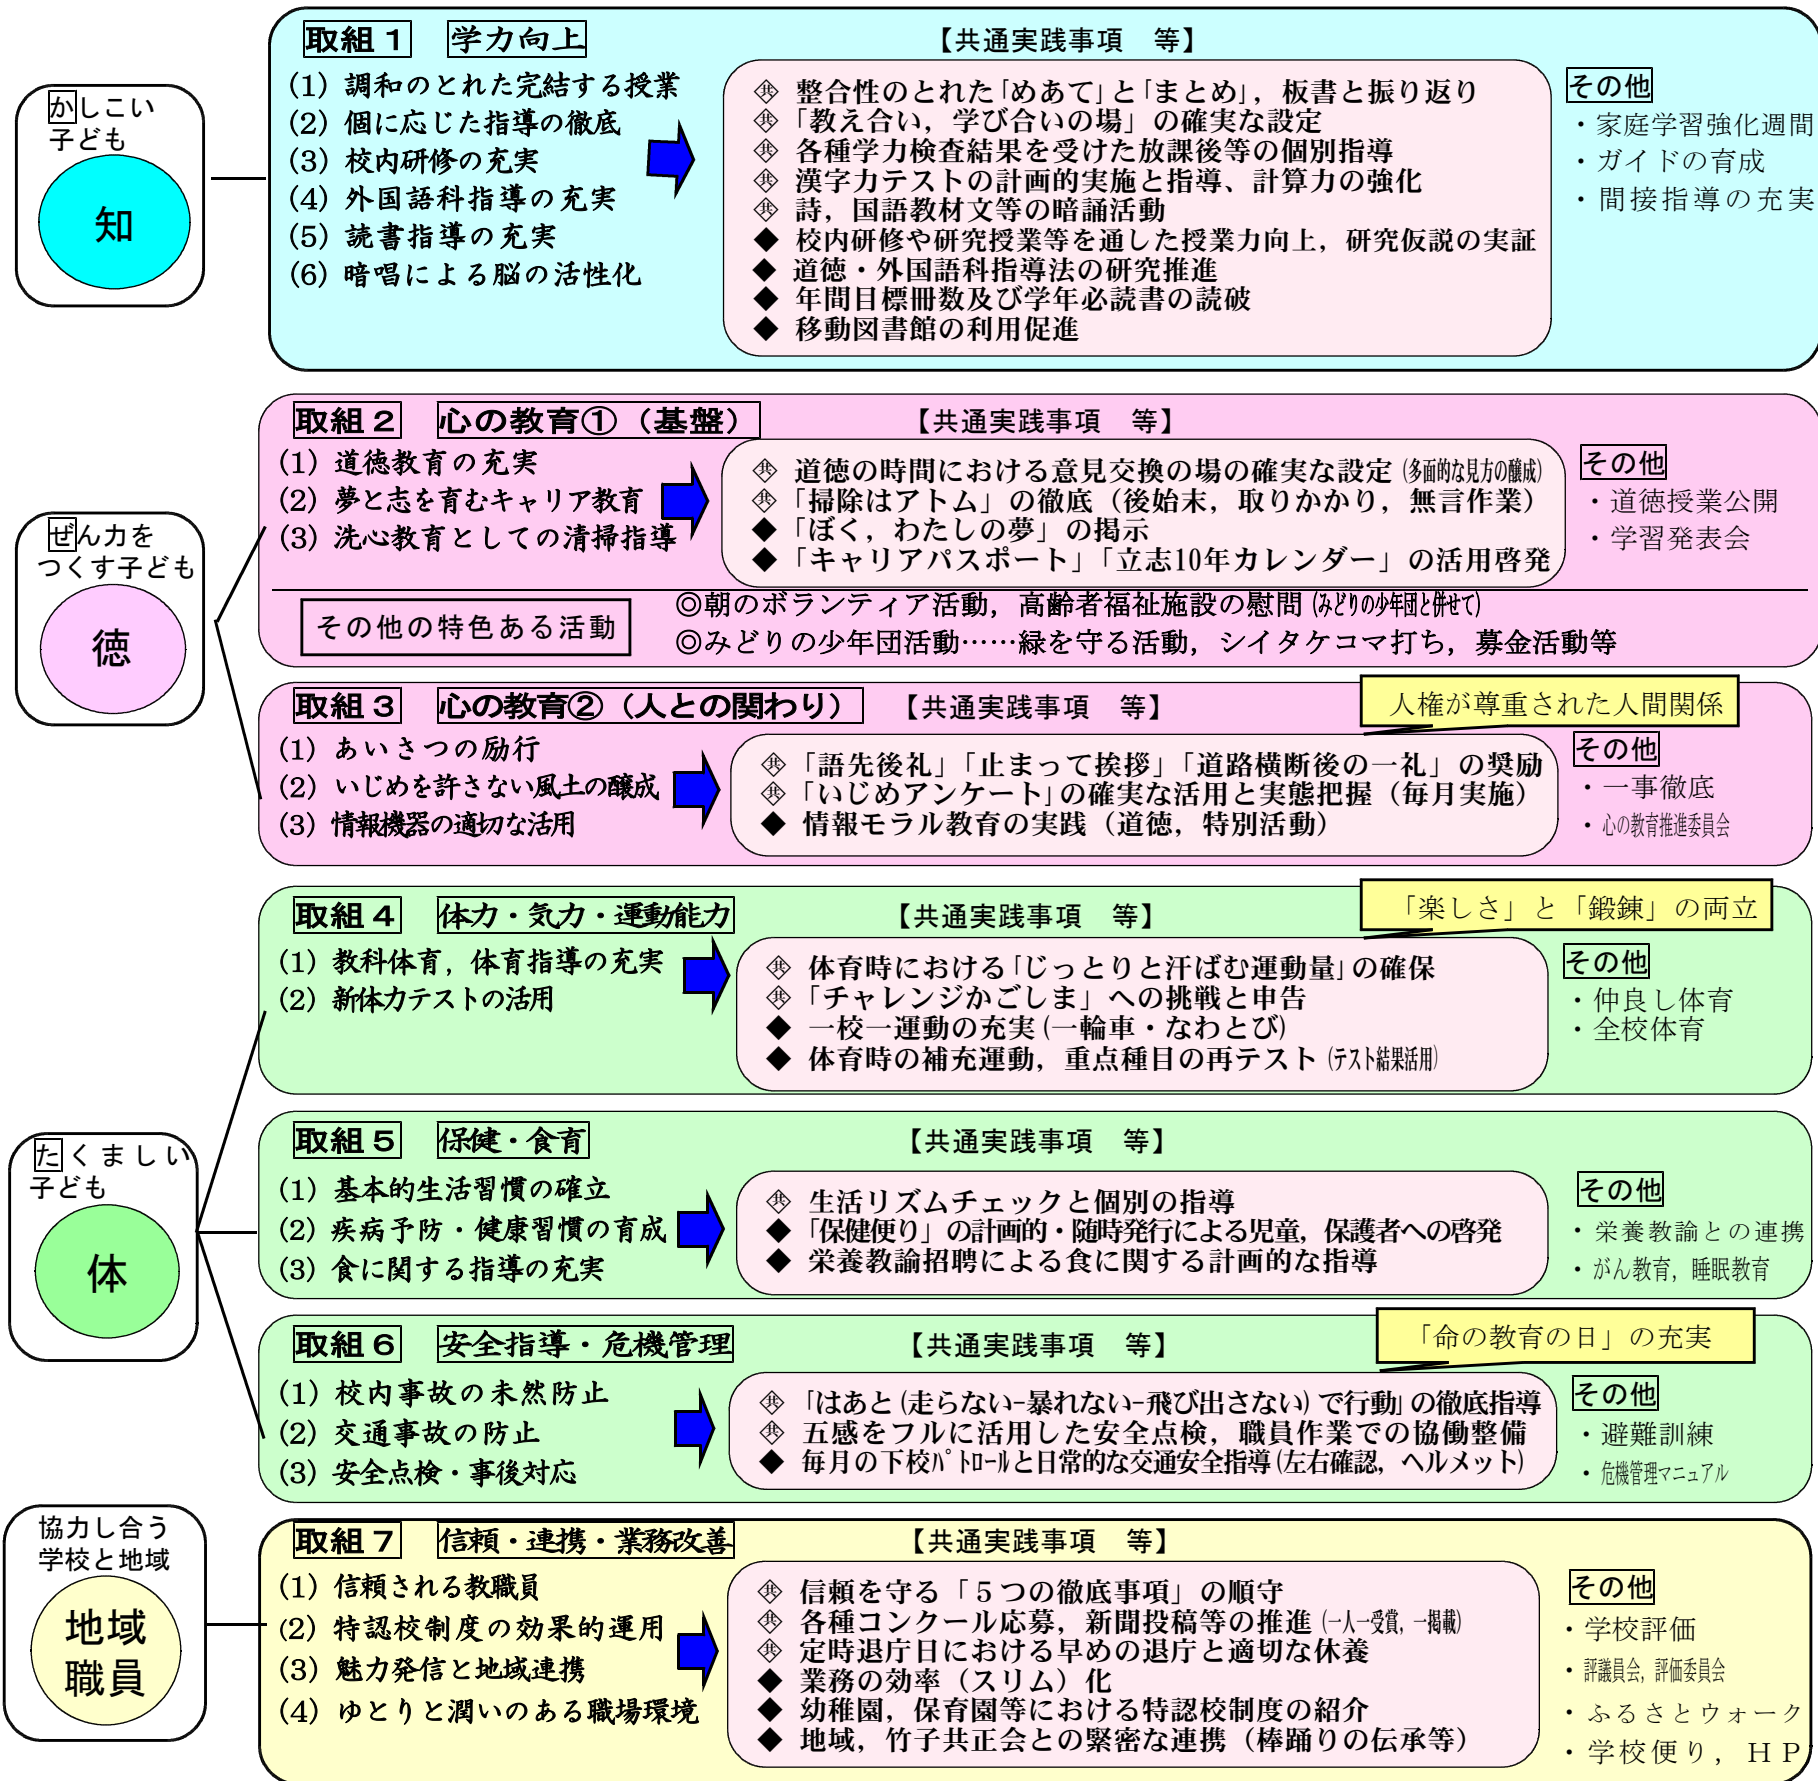 かしこい
子ども
知
取組１　学力向上
【共通実践事項　等】
(1) 調和のとれた完結する授業
(2) 個に応じた指導の徹底
(3) 校内研修の充実
(4) 外国語科指導の充実
(5) 読書指導の充実
(6) 暗唱による脳の活性化
㊓ 整合性のとれた「めあて」と「まとめ」，板書と振り返り
㊓「教え合い，学び合いの場」の確実な設定
㊓ 各種学力検査結果を受けた放課後等の個別指導
㊓ 漢字力テストの計画的実施と指導、計算力の強化
㊓ 詩，国語教材文等の暗誦活動
◆ 校内研修や研究授業等を通した授業力向上，研究仮説の実証
◆ 道徳・外国語科指導法の研究推進
◆ 年間目標冊数及び学年必読書の読破
◆ 移動図書館の利用促進
その他
・家庭学習強化週間
・ガイドの育成
・間接指導の充実
ぜん力を
つくす子ども
徳
取組２　心の教育①（基盤）
【共通実践事項　等】
(1) 道徳教育の充実
(2) 夢と志を育むキャリア教育
(3) 洗心教育としての清掃指導
共 道徳の時間における意見交換の場の確実な設定（多面的な見方の醸成）
共「掃除はアトム」の徹底（後始末，取りかかり，無言作業）
◆「ぼく，わたしの夢」の掲示
◆「キャリアパスポート」「立志10年カレンダー」の活用啓発
その他
・道徳授業公開
・学習発表会
その他の特色ある活動
◎朝のボランティア活動，高齢者福祉施設の慰問（みどりの少年団と併せて）
◎みどりの少年団活動……緑を守る活動，シイタケコマ打ち，募金活動等
取組３　心の教育②（人との関わり）
【共通実践事項　等】
人権が尊重された人間関係
(1) あいさつの励行
(2) いじめを許さない風土の醸成
(3) 情報機器の適切な活用
共「語先後礼」「止まって挨拶」「道路横断後の一礼」の奨励
共「いじめアンケート」の確実な活用と実態把握（毎月実施）
◆ 情報モラル教育の実践（道徳，特別活動）
その他
・一事徹底
・心の教育推進委員会
たくましい
子ども
体
取組４　体力・気力・運動能力
【共通実践事項　等】
「楽しさ」と「鍛錬」の両立
(1) 教科体育，体育指導の充実
(2) 新体力テストの活用
共 体育時における「じっとりと汗ばむ運動量」の確保
共「チャレンジかごしま」への挑戦と申告
◆ 一校一運動の充実（一輪車・なわとび）
◆ 体育時の補充運動，重点種目の再テスト（テスト結果活用）
その他
・仲良し体育
・全校体育
取組５　保健・食育
【共通実践事項　等】
(1) 基本的生活習慣の確立
(2) 疾病予防・健康習慣の育成
(3) 食に関する指導の充実
共 生活リズムチェックと個別の指導
◆「保健便り」の計画的・随時発行による児童，保護者への啓発
◆ 栄養教諭招聘による食に関する計画的な指導
その他
・栄養教諭との連携
・がん教育，睡眠教育
取組６　安全指導・危機管理
【共通実践事項　等】
「命の教育の日」の充実
(1) 校内事故の未然防止
(2) 交通事故の防止
(3) 安全点検・事後対応
共「はあと（走らない-暴れない-飛び出さない）で行動」の徹底指導
共 五感をフルに活用した安全点検，職員作業での協働整備
◆ 毎月の下校ﾊﾟﾄﾛｰﾙと日常的な交通安全指導（左右確認，ヘルメット）
その他
・避難訓練
・危機管理マニュアル
協力し合う
学校と地域
地域
職員
取組７　信頼・連携・業務改善
【共通実践事項　等】
(1) 信頼される教職員
(2) 特認校制度の効果的運用
(3) 魅力発信と地域連携
(4) ゆとりと潤いのある職場環境
共 信頼を守る「５つの徹底事項」の順守
共 各種コンクール応募，新聞投稿等の推進（一人一受賞，一掲載）
共 定時退庁日における早めの退庁と適切な休養
◆ 業務の効率（スリム）化
◆ 幼稚園，保育園等における特認校制度の紹介
◆ 地域，竹子共正会との緊密な連携（棒踊りの伝承等）
その他
・学校評価
・評議員会，評価委員会
・ふるさとウォーク
・学校便り，ＨＰ